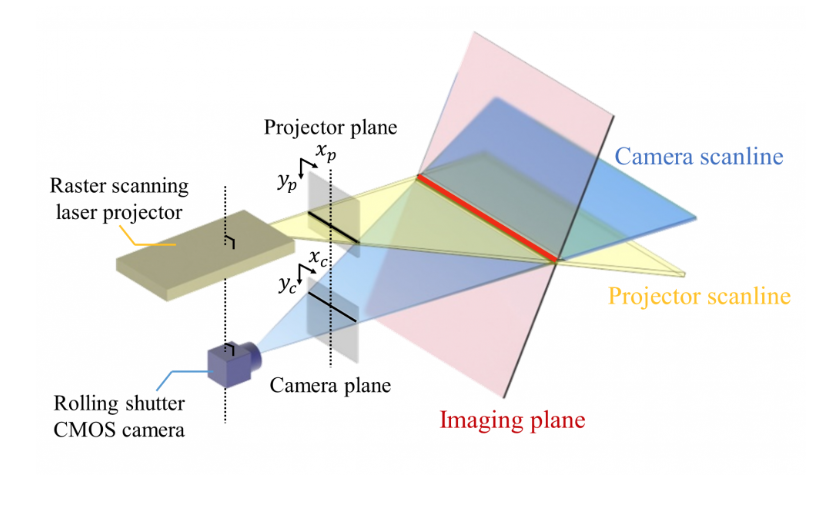 Projector plane
x_p
y_p
Camera scanline
Raster scanning
laser projector
x_c
y_c
Projector scanline
Camera plane
Rolling shutter
CMOS camera
Imaging plane